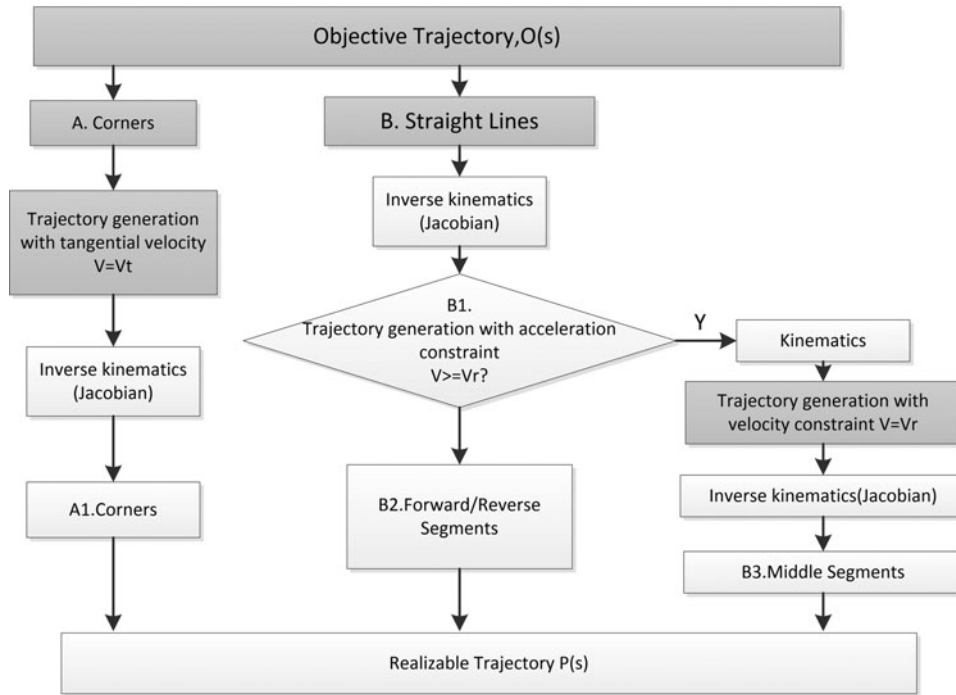 Objective Trajectory,O(s)
A. Corners
B. Straight Lines
Trajectory generation
with tangential velocity
V=Vt
Inverse kinematics
(Jacobian)
A1.Corners
Inverse kinematics
(Jacobian)
B1.
Trajectory generation with acceleration
constraint
V>=Vr?
Y
Kinematics
Trajectory generation with
velocity constraint V=Vr
Inverse kinematics(Jacobian)
B3.Middle Segments
B2.Forward/Reverse
Segments
Realizable Trajectory P(s)